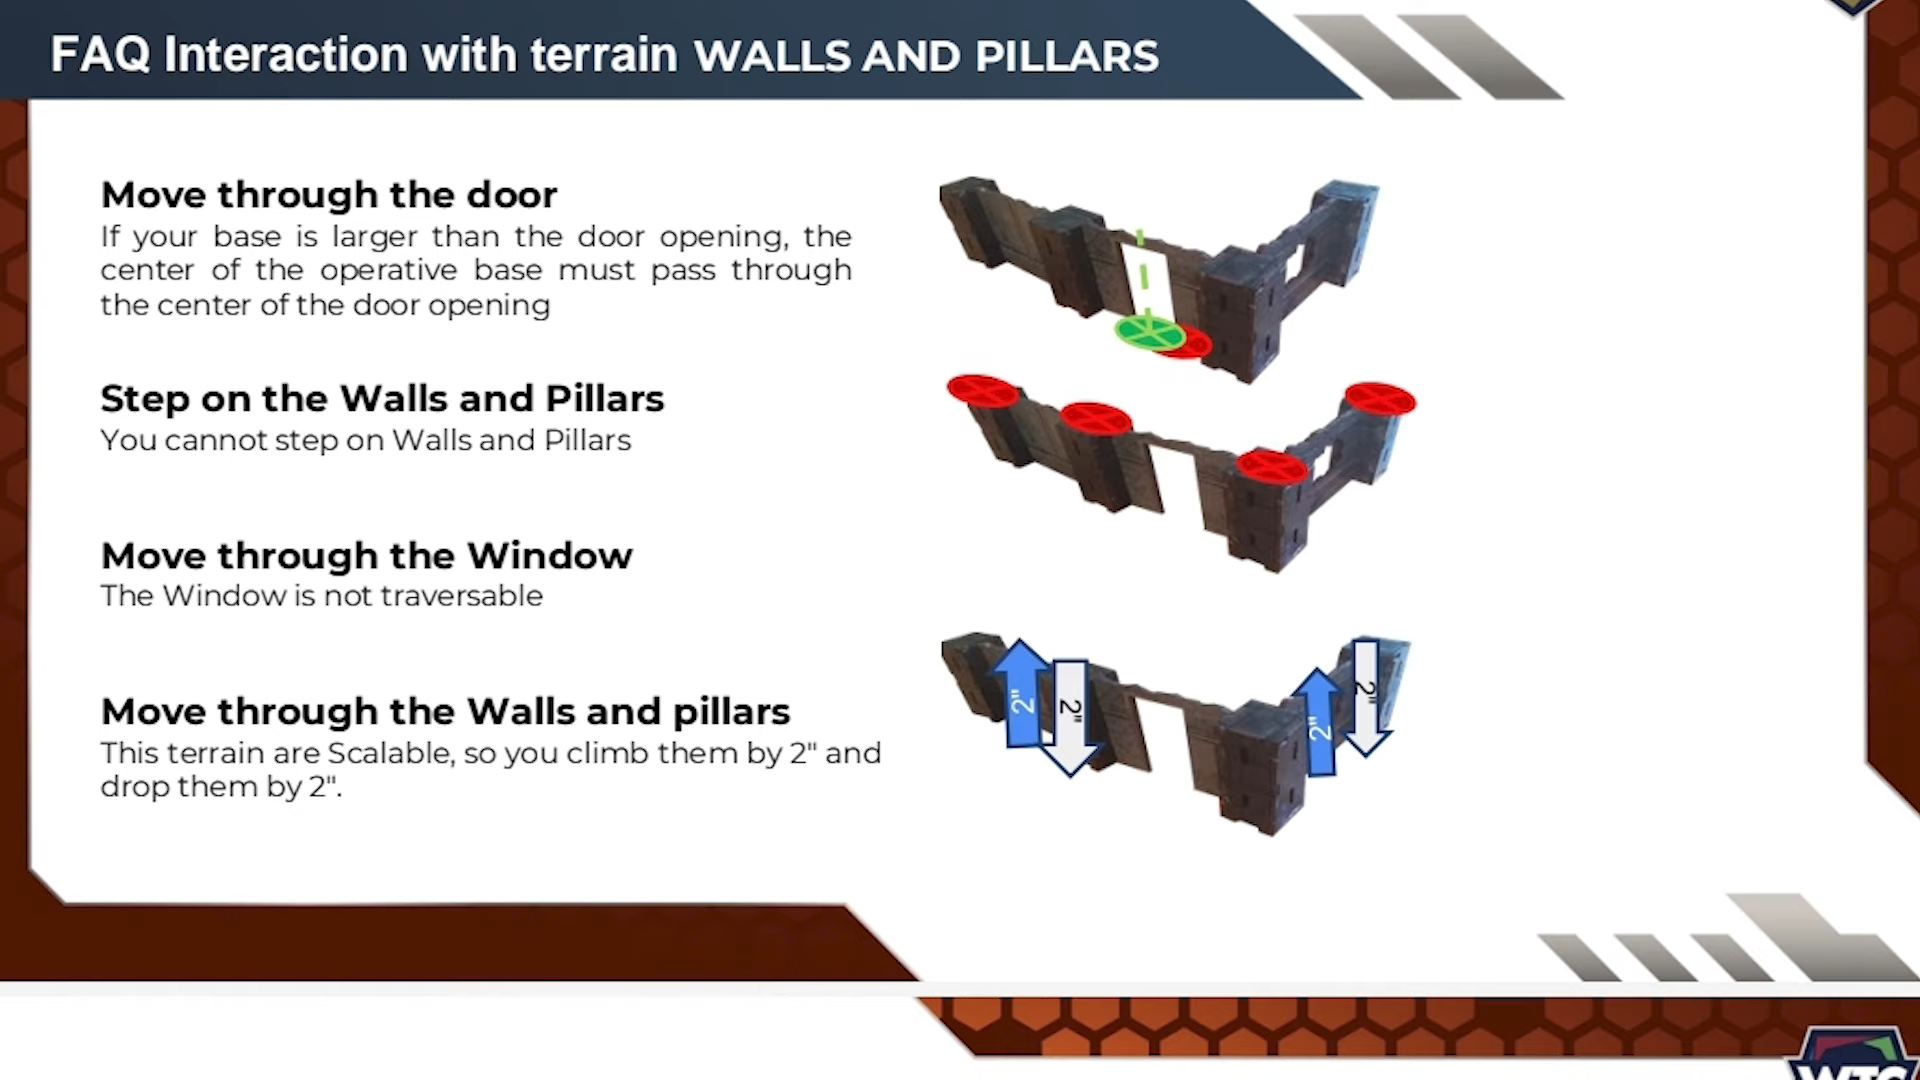 FAQ Interaction with terrain WALLS AND PILLARS
Move through the door
If your base is larger than the door opening, the
center of the operative base must pass through
the center of the door opening
Step on the Walls and Pillars
You cannot step on Walls and Pillars
Move through the Window
The Window is not traversable
Move through the Walls and pillars
This terrain are Scalable, so you climb them by 2" and
drop them by 2".
2"
2"
2"
2"
WTC